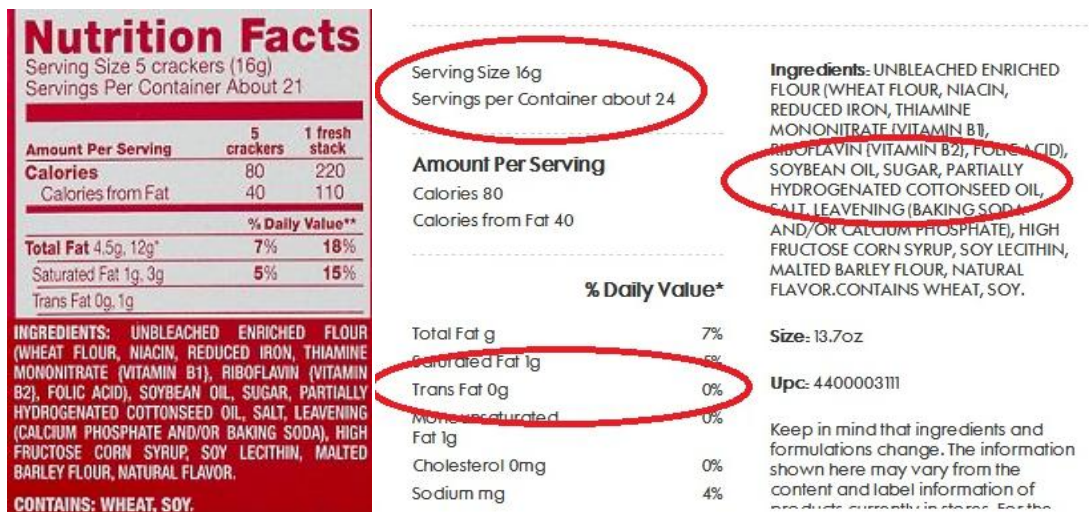 Nutrition Facts
Serving Size 5 crackers (16g)
Servings Per Container About 21
Amount Per Serving 5 crackers 1 fresh stack
Calories 80 220
Calories from Fat 40 110
% Daily Value**
Total Fat 4.5g, 12g* 7% 18%
Saturated Fat 1g, 3g 5% 15%
Trans Fat 0g, 1g
INGREDIENTS: UNBLEACHED ENRICHED FLOUR
(WHEAT FLOUR, NIACIN, REDUCED IRON, THIAMINE
MONONITRATE {VITAMIN B1}, RIBOFLAVIN {VITAMIN
B2}, FOLIC ACID), SOYBEAN OIL, SUGAR, PARTIALLY
HYDROGENATED COTTONSEED OIL, SALT, LEAVENING
(CALCIUM PHOSPHATE AND/OR BAKING SODA), HIGH
FRUCTOSE CORN SYRUP, SOY LECITHIN, MALTED
BARLEY FLOUR, NATURAL FLAVOR.
CONTAINS: WHEAT, SOY.
Serving Size 16g
Servings per Container about 24
Amount Per Serving
Calories 80
Calories from Fat 40
% Daily Value*
Total Fat g 7%
Saturated Fat 1g 5%
Trans Fat 0g 0%
Monounsaturated 0%
Fat 1g
Cholesterol 0mg 0%
Sodium mg 4%
Ingredients: UNBLEACHED ENRICHED
FLOUR (WHEAT FLOUR, NIACIN,
REDUCED IRON, THIAMINE
MONONITRATE {VITAMIN B1},
RIBOFLAVIN {VITAMIN B2}, FOLIC ACID),
SOYBEAN OIL, SUGAR, PARTIALLY
HYDROGENATED COTTONSEED OIL,
SALT, LEAVENING (BAKING SODA
AND/OR CALCIUM PHOSPHATE), HIGH
FRUCTOSE CORN SYRUP, SOY LECITHIN,
MALTED BARLEY FLOUR, NATURAL
FLAVOR.CONTAINS WHEAT, SOY.
Size: 13.7oz
Upc: 4400003111
Keep in mind that ingredients and
formulations change. The information
shown here may vary from the
content and label information of
products currently in stores. For the